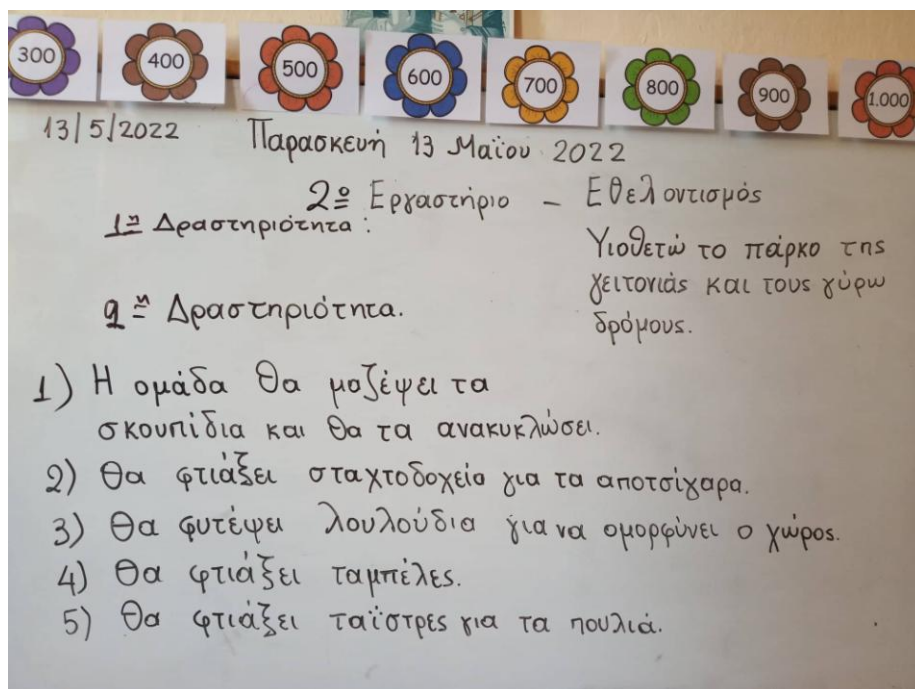 300 400 500 600 700 800 900 1.000
13/5/2022 Παρασκευή 13 Μαΐου 2022
2º Εργαστήριο - Εθελοντισμός
1η Δραστηριότητα :
Υιοθετώ το πάρκο της
γειτονιάς και τους γύρω
δρόμους.
2η Δραστηριότητα.
1) Η ομάδα θα μαζέψει τα
σκουπίδια και θα τα ανακυκλώσει.
2) Θα φτιάξει σταχτοδοχείο για τα αποτσίγαρα.
3) Θα φυτέψει λουλούδια για να ομορφύνει ο χώρος.
4) Θα φτιάξει ταμπέλες.
5) Θα φτιάξει ταΐστρες για τα πουλιά.